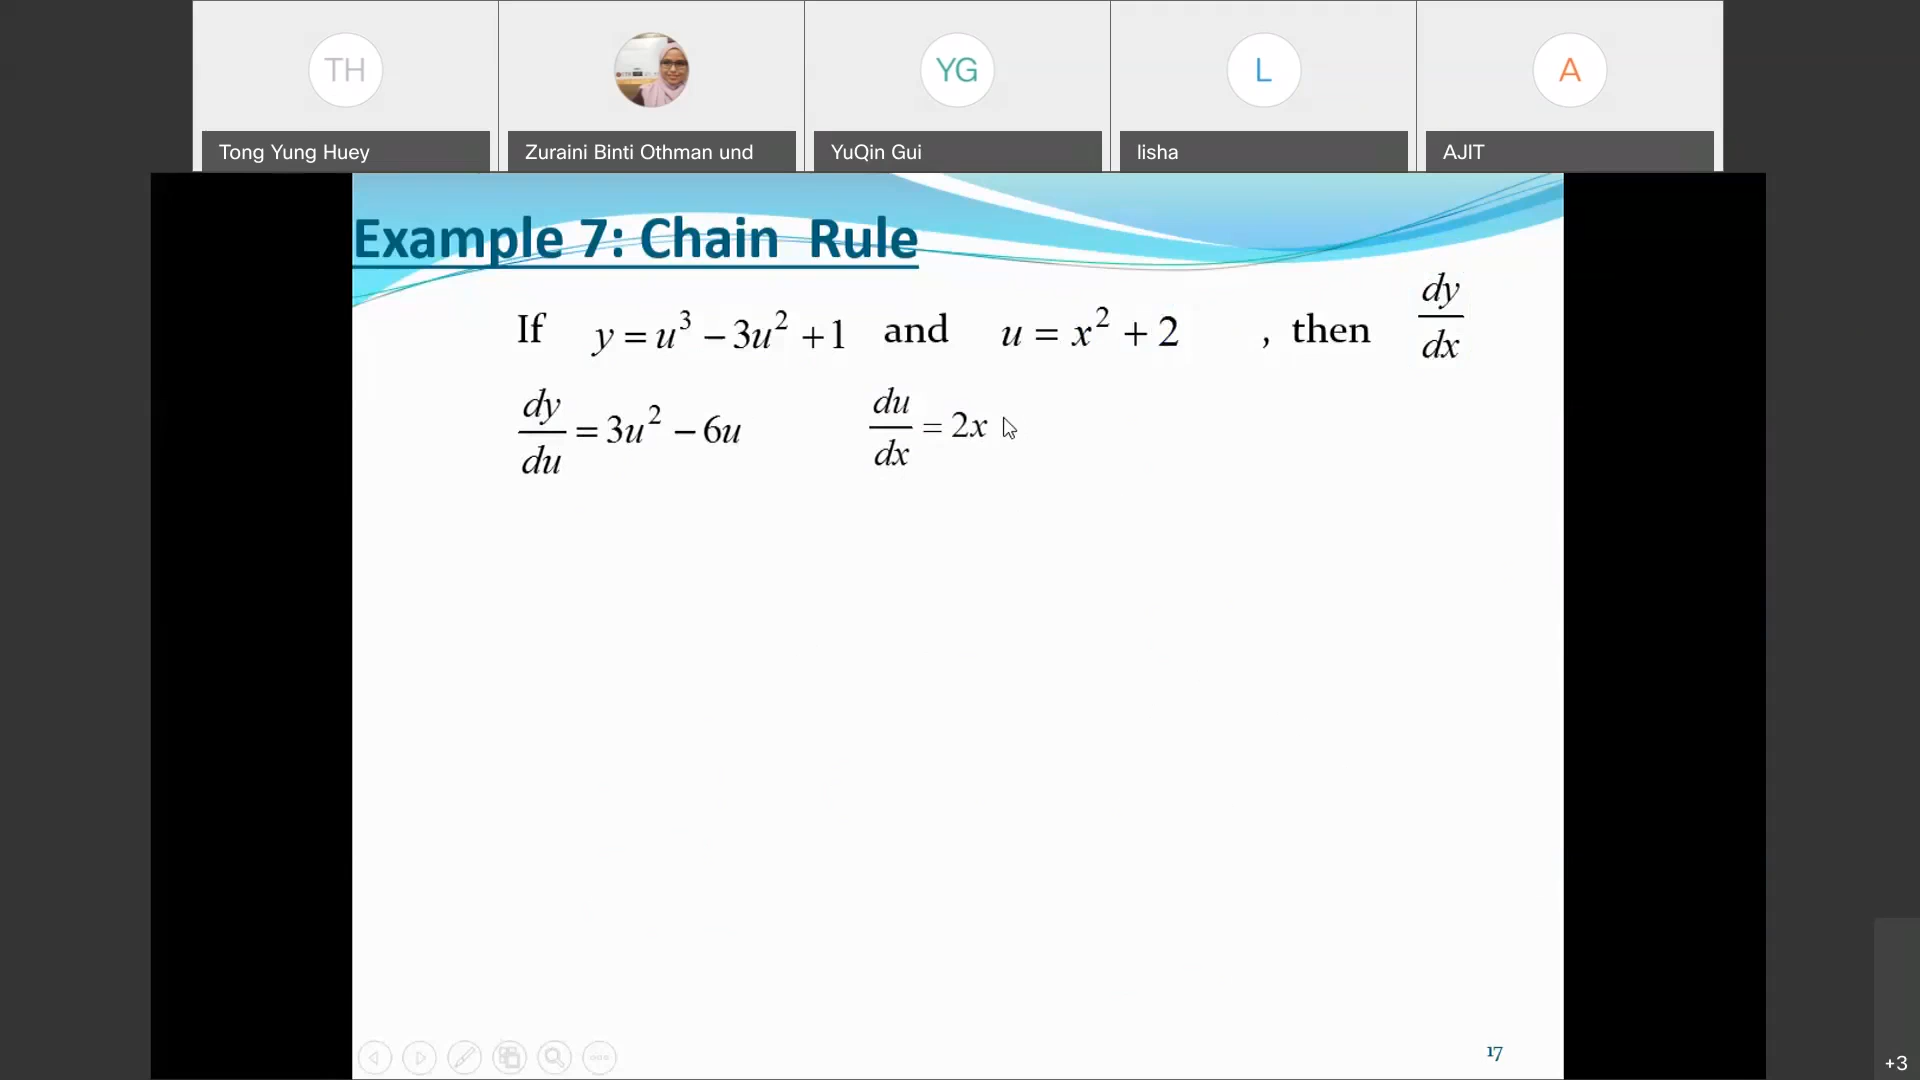 TH YG L A
Tong Yung Huey Zuraini Binti Othman und YuQin Gui lisha AJIT
Example 7: Chain Rule
If y = u³ − 3u² + 1 and u = x² + 2 , then dy/dx
dy/du = 3u² − 6u du/dx = 2x
17
+3